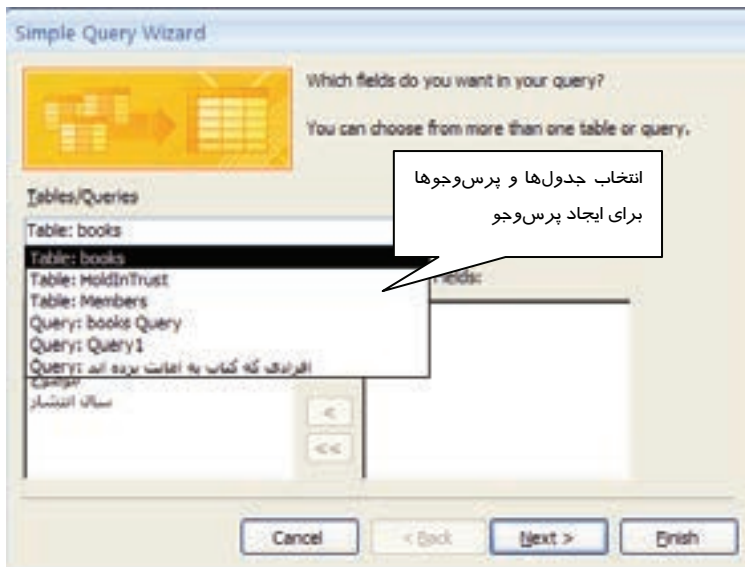 Simple Query Wizard
Which fields do you want in your query?
You can choose from more than one table or query.
انتخاب جدول‌ها و پرس‌وجوها
برای ایجاد پرس‌وجو
Tables/Queries
Table: books
Table: books
Table: HoldInTrust
Table: Members
Query: books Query
Query: Query1
Query: افرادی که کتاب به امانت برده اند
Fields:
موضوع
سال انتشار
<
<<
Cancel
< Back
Next >
Finish